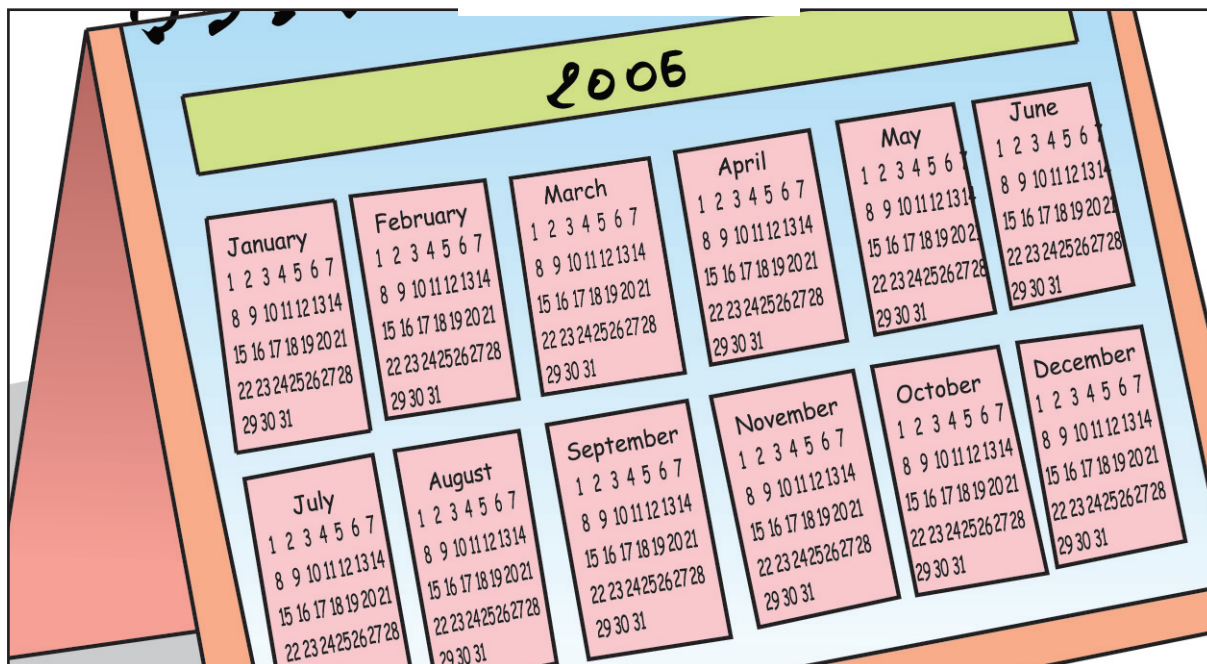 2006
January
1 2 3 4 5 6 7
8 9 10 11 12 13 14
15 16 17 18 19 20 21
22 23 24 25 26 27 28
29 30 31
February
1 2 3 4 5 6 7
8 9 10 11 12 13 14
15 16 17 18 19 20 21
22 23 24 25 26 27 28
29 30 31
March
1 2 3 4 5 6 7
8 9 10 11 12 13 14
15 16 17 18 19 20 21
22 23 24 25 26 27 28
29 30 31
April
1 2 3 4 5 6 7
8 9 10 11 12 13 14
15 16 17 18 19 20 21
22 23 24 25 26 27 28
29 30 31
May
1 2 3 4 5 6 7
8 9 10 11 12 13 14
15 16 17 18 19 20 21
22 23 24 25 26 27 28
29 30 31
June
1 2 3 4 5 6 7
8 9 10 11 12 13 14
15 16 17 18 19 20 21
22 23 24 25 26 27 28
29 30 31
July
1 2 3 4 5 6 7
8 9 10 11 12 13 14
15 16 17 18 19 20 21
22 23 24 25 26 27 28
August
1 2 3 4 5 6 7
8 9 10 11 12 13 14
15 16 17 18 19 20 21
22 23 24 25 26 27 28
29 30 31
September
1 2 3 4 5 6 7
8 9 10 11 12 13 14
15 16 17 18 19 20 21
22 23 24 25 26 27 28
29 30 31
November
1 2 3 4 5 6 7
8 9 10 11 12 13 14
15 16 17 18 19 20 21
22 23 24 25 26 27 28
29 30 31
October
1 2 3 4 5 6 7
8 9 10 11 12 13 14
15 16 17 18 19 20 21
22 23 24 25 26 27 28
29 30 31
December
1 2 3 4 5 6 7
8 9 10 11 12 13 14
15 16 17 18 19 20 21
22 23 24 25 26 27 28
29 30 31